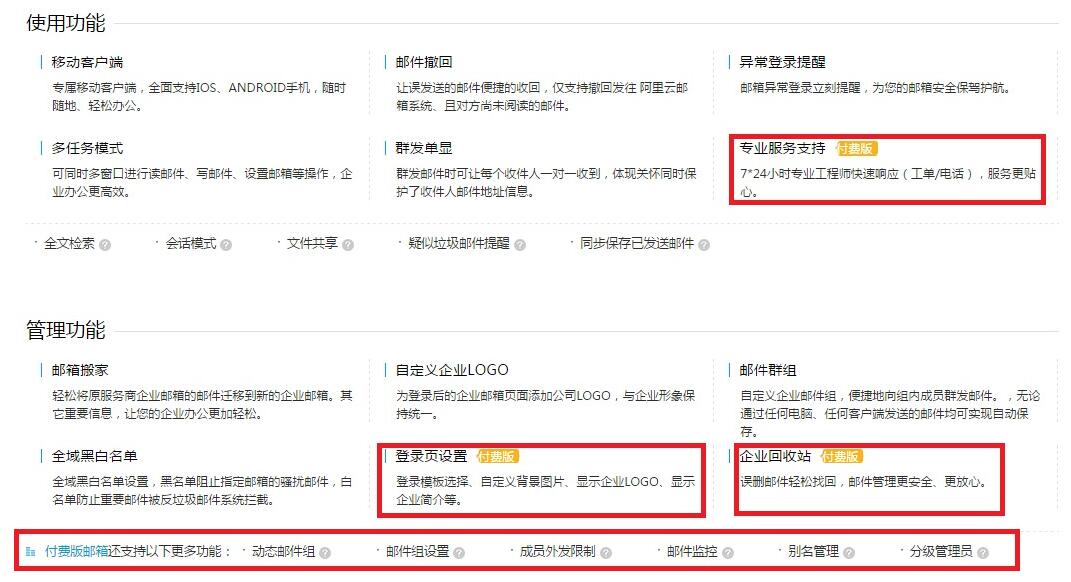 使用功能
移动客户端
专属移动客户端，全面支持IOS、ANDROID手机，随时
随地、轻松办公。
邮件撤回
让误发送的邮件便捷的收回，仅支持撤回发往 阿里云邮
箱系统、且对方尚未阅读的邮件。
异常登录提醒
邮箱异常登录立刻提醒，为您的邮箱安全保驾护航。
多任务模式
可同时多窗口进行读邮件、写邮件、设置邮箱等操作，企
业办公更高效。
群发单显
群发邮件时可让每个收件人一对一收到，体现关怀同时保
护了收件人邮件地址信息。
专业服务支持 付费版
7*24小时专业工程师快速响应（工单/电话），服务更贴
心。
· 全文检索 ? · 会话模式 ? · 文件共享 ? · 疑似垃圾邮件提醒 ? · 同步保存已发送邮件 ?
管理功能
邮箱搬家
轻松将原服务商企业邮箱的邮件迁移到新的企业邮箱。其
它重要信息，让您的企业办公更加轻松。
自定义企业LOGO
为登录后的企业邮箱页面添加公司LOGO，与企业形象保
持统一。
邮件群组
自定义企业邮件组，便捷地向组内成员群发邮件。，无论
通过任何电脑、任何客户端发送的邮件均可实现自动保
存。
全域黑白名单
全域黑白名单设置，黑名单阻止指定邮箱的骚扰邮件，白
名单防止重要邮件被反垃圾邮件系统拦截。
登录页设置 付费版
登录模板选择、自定义背景图片、显示企业LOGO、显示
企业简介等。
企业回收站 付费版
误删邮件轻松找回，邮件管理更安全、更放心。
付费版邮箱还支持以下更多功能： · 动态邮件组 ? · 邮件组设置 ? · 成员外发限制 ? · 邮件监控 ? · 别名管理 ? · 分级管理员 ?